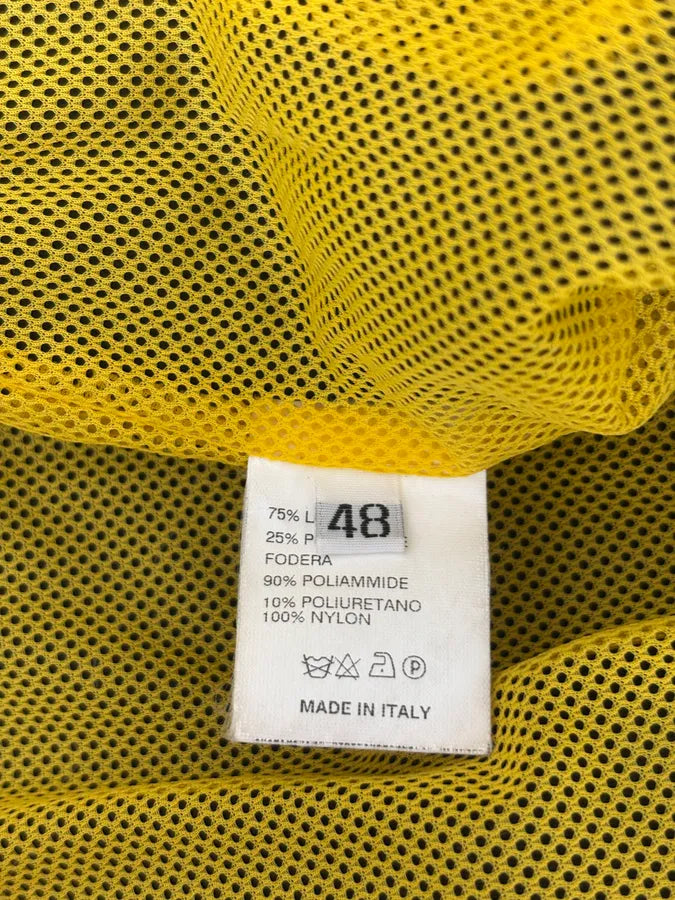 48
75% L
25% P
FODERA
90% POLIAMMIDE
10% POLIURETANO
100% NYLON
P
MADE IN ITALY